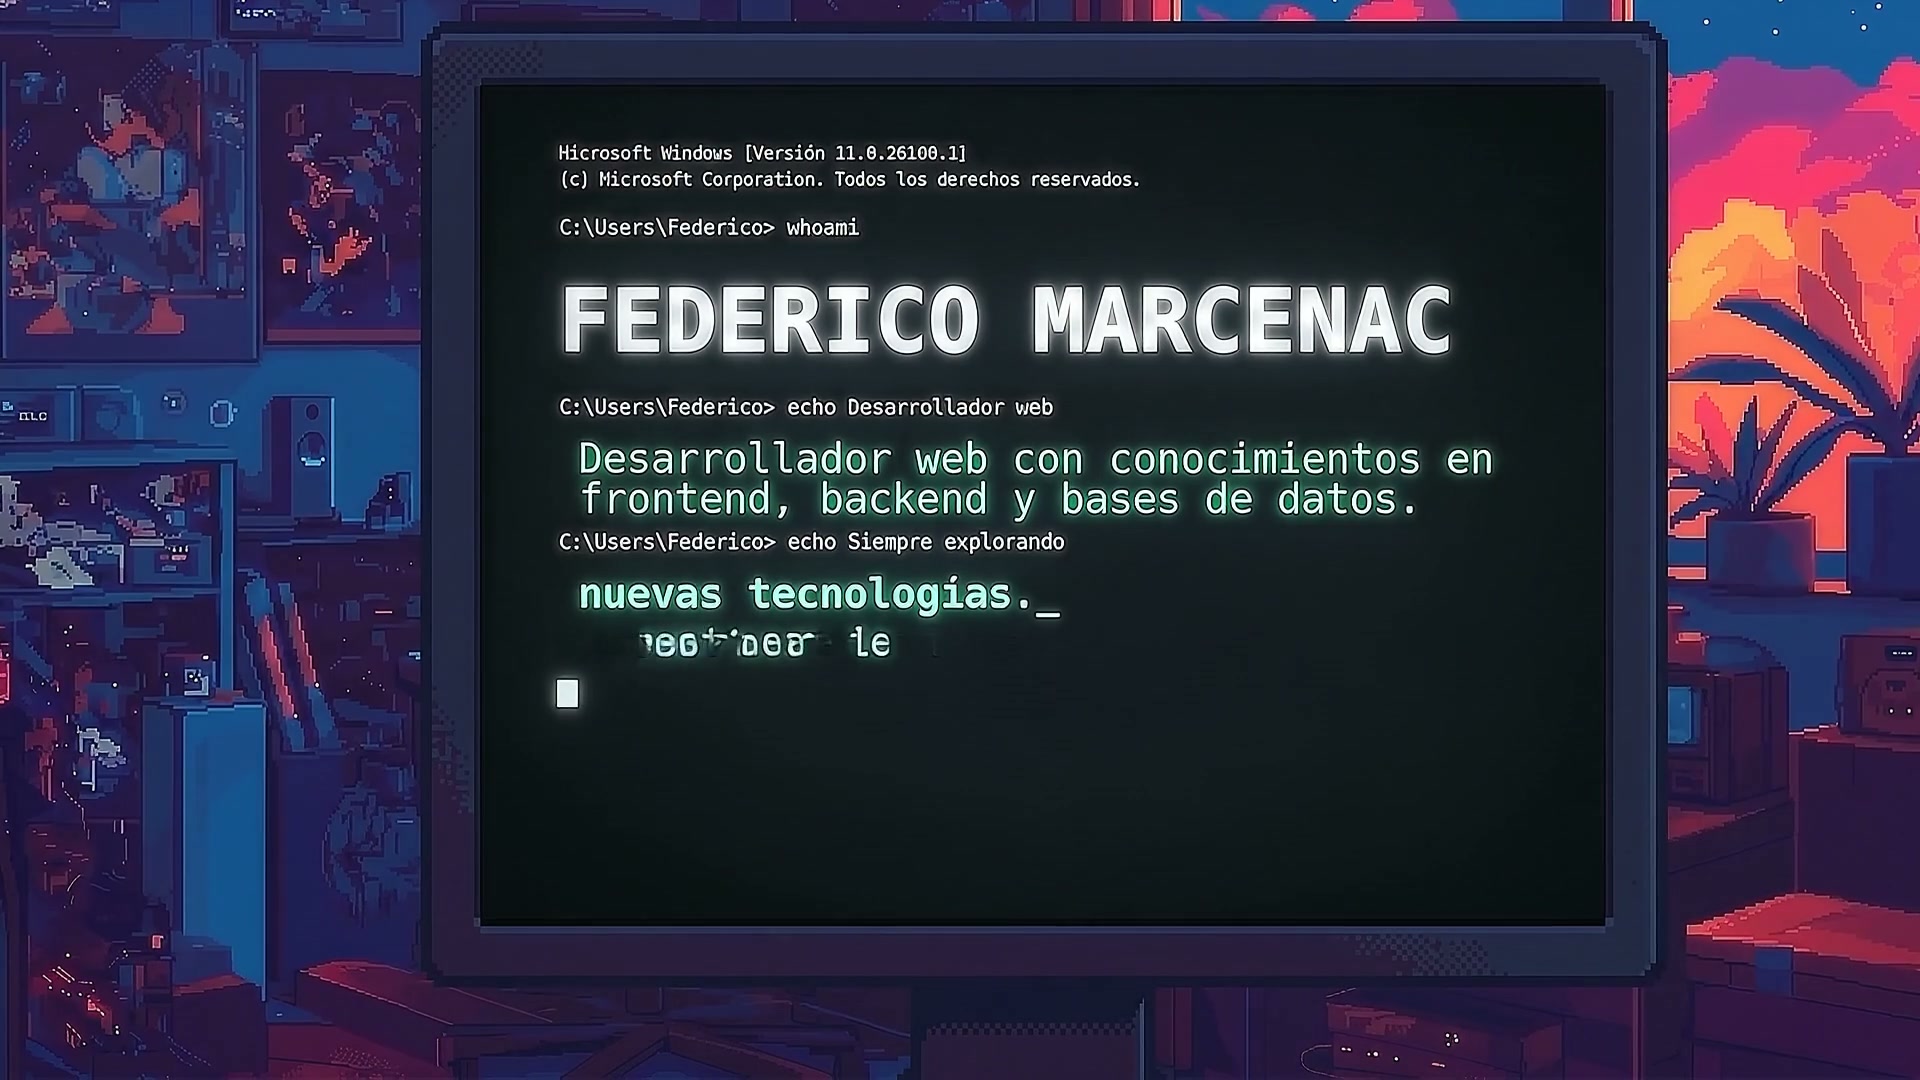 Hicrosoft Windows [Versión 11.0.26100.1]
(c) Microsoft Corporation. Todos los derechos reservados.
C:\Users\Federico> whoami
FEDERICO MARCENAC
C:\Users\Federico> echo Desarrollador web
Desarrollador web con conocimientos en
frontend, backend y bases de datos.
C:\Users\Federico> echo Siempre explorando
nuevas tecnologías._
le